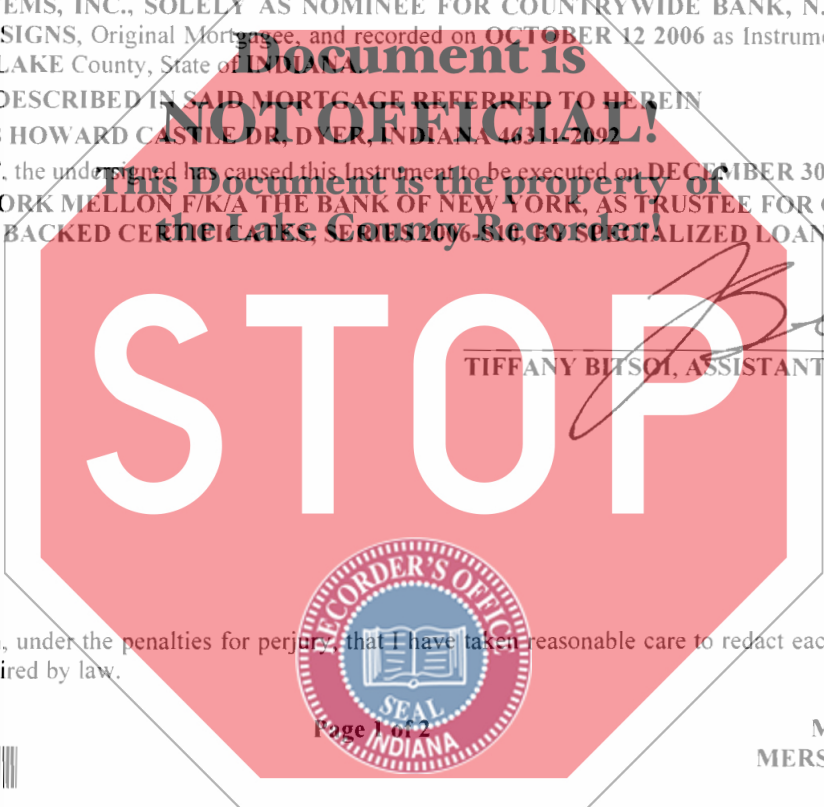 EMS, INC., SOLELY AS NOMINEE FOR COUNTRYWIDE BANK, N.
SIGNS, Original Mortgagee, and recorded on OCTOBER 12 2006 as Instrume
LAKE County, State of INDIANA.
Document is
DESCRIBED IN SAID MORTGAGE REFERRED TO HEREIN
NOT OFFICIAL!
HOWARD CASTLE DR, DYER, INDIANA 46311-2092
, the undersigned has caused this Instrument to be executed on DECEMBER 30
This Document is the property of
ORK MELLON F/K/A THE BANK OF NEW YORK, AS TRUSTEE FOR
the Lake County Recorder!
BACKED CERTIFICATES, SERIES 2006-S10, BY SPECIALIZED LOAN
STOP
TIFFANY BITSOI, ASSISTANT
RECORDER'S OFFICE
, under the penalties for perjury, that I have taken reasonable care to redact eac
ired by law.
SEAL
INDIANA
Page 1 of 2
M
MERS